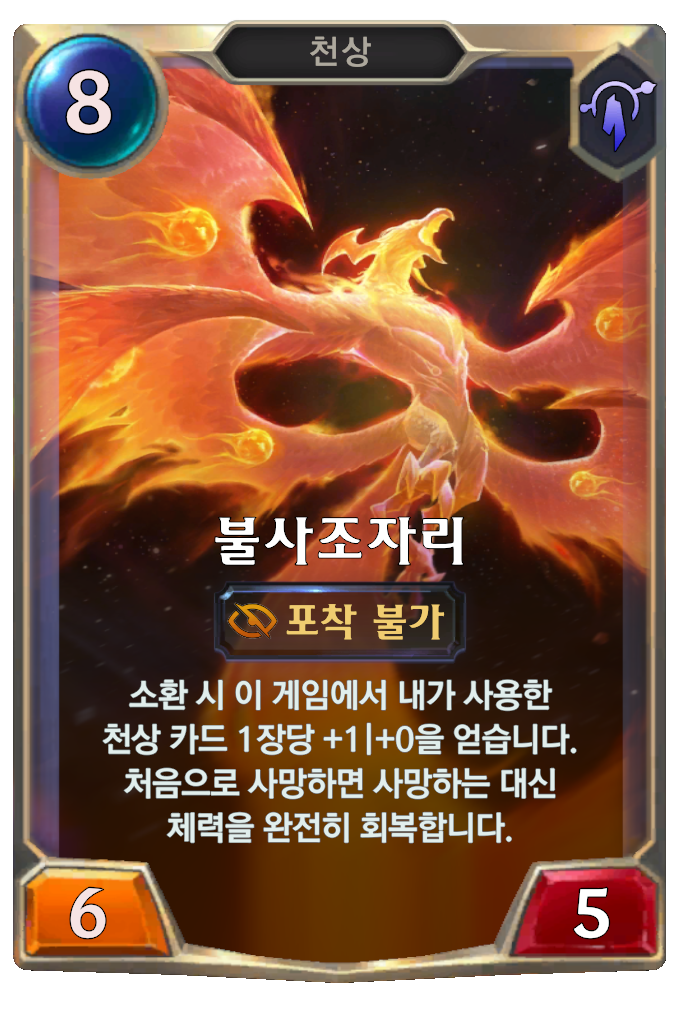 천상
8
불사조자리
포착 불가
소환 시 이 게임에서 내가 사용한
천상 카드 1장당 +1|+0을 얻습니다.
처음으로 사망하면 사망하는 대신
체력을 완전히 회복합니다.
6
5